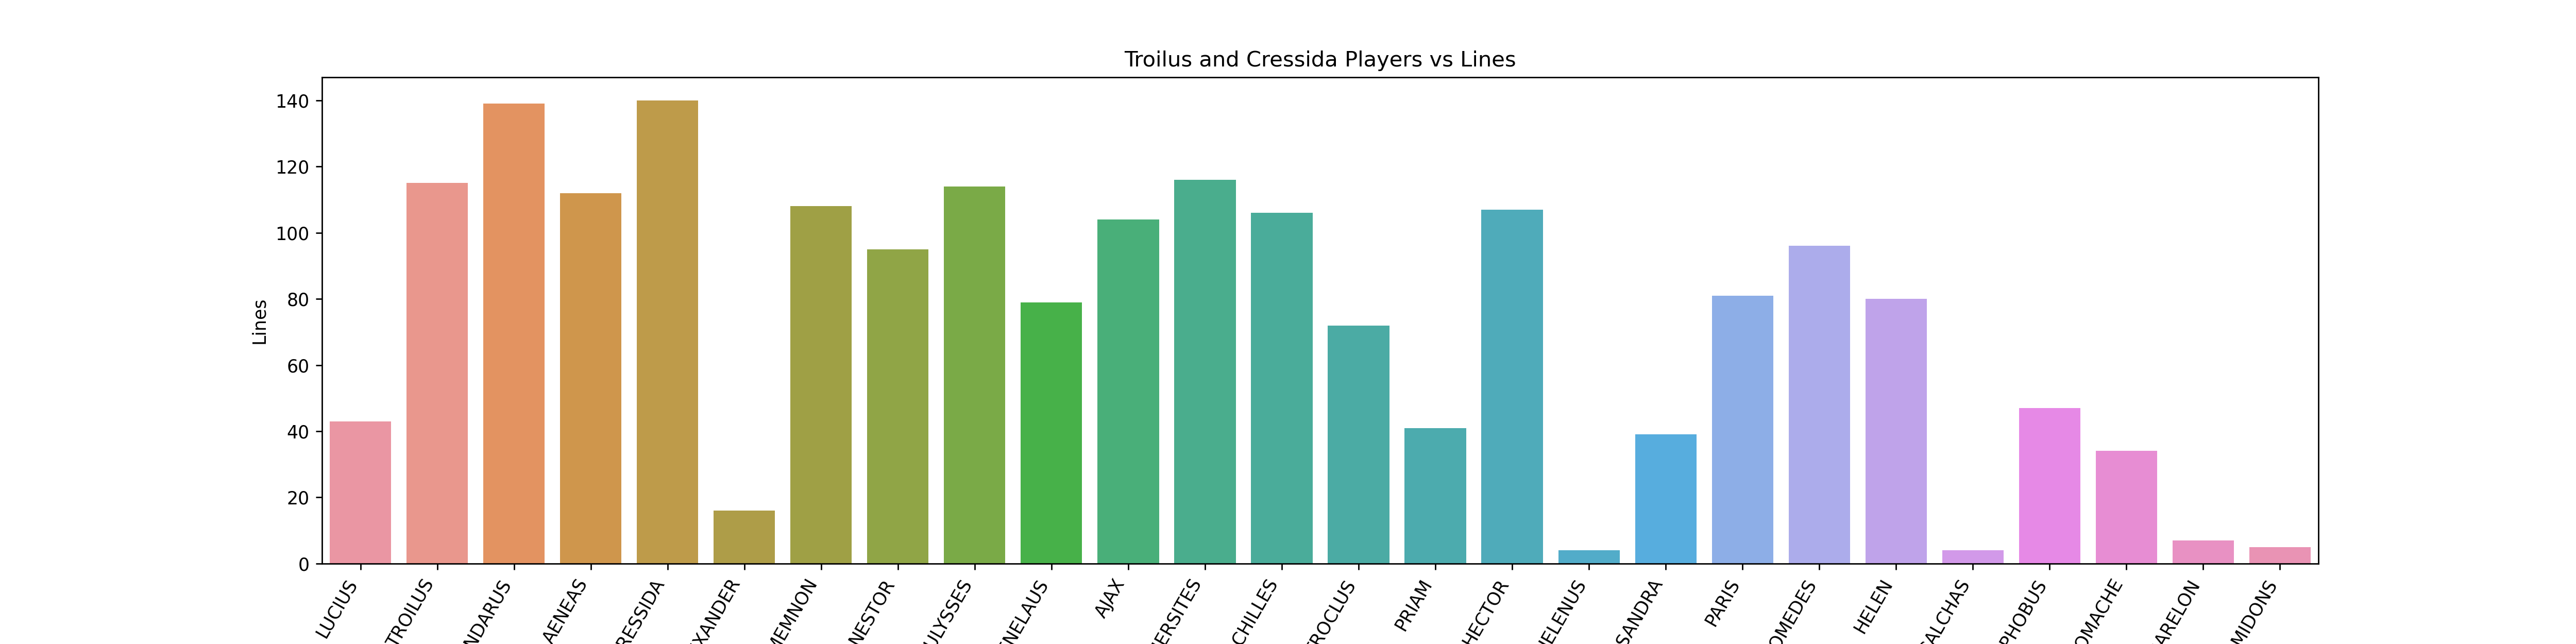 Troilus and Cressida Players vs Lines
Lines
140
120
100
80
60
40
20
0
LUCIUS
TROILUS
NDARUS
AENEAS
RESSIDA
XANDER
MEMNON
NESTOR
ULYSSES
NELAUS
AJAX
ERSITES
CHILLES
ROCLUS
PRIAM
HECTOR
ELENUS
SANDRA
PARIS
OMEDES
HELEN
ALCHAS
PHOBUS
OMACHE
ARELON
MIDONS